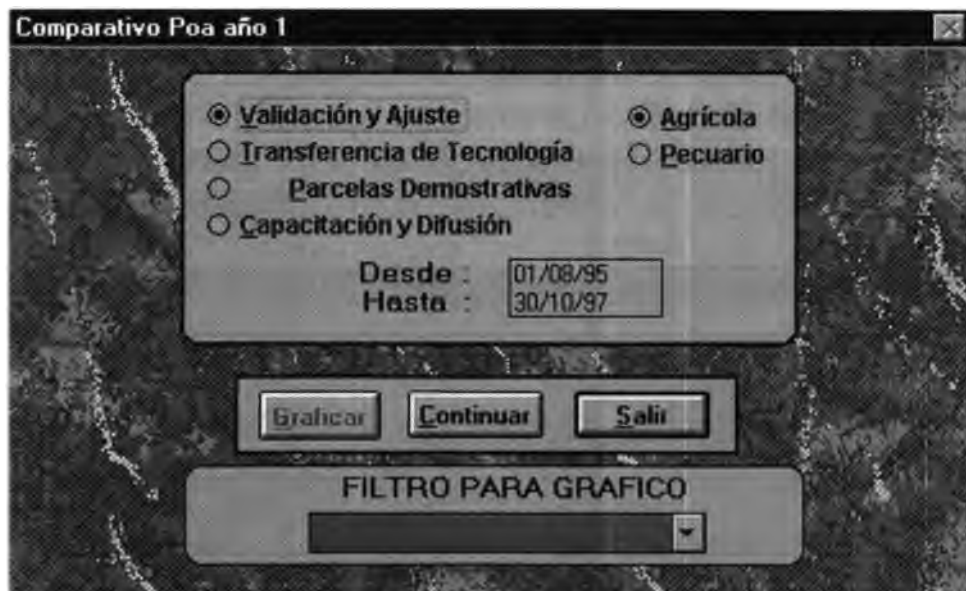 Comparativo Poa año 1
Validación y Ajuste
Transferencia de Tecnología
Parcelas Demostrativas
Capacitación y Difusión
Agrícola
Pecuario
Desde : 01/08/95
Hasta : 30/10/97
Graficar Continuar Salir
FILTRO PARA GRAFICO